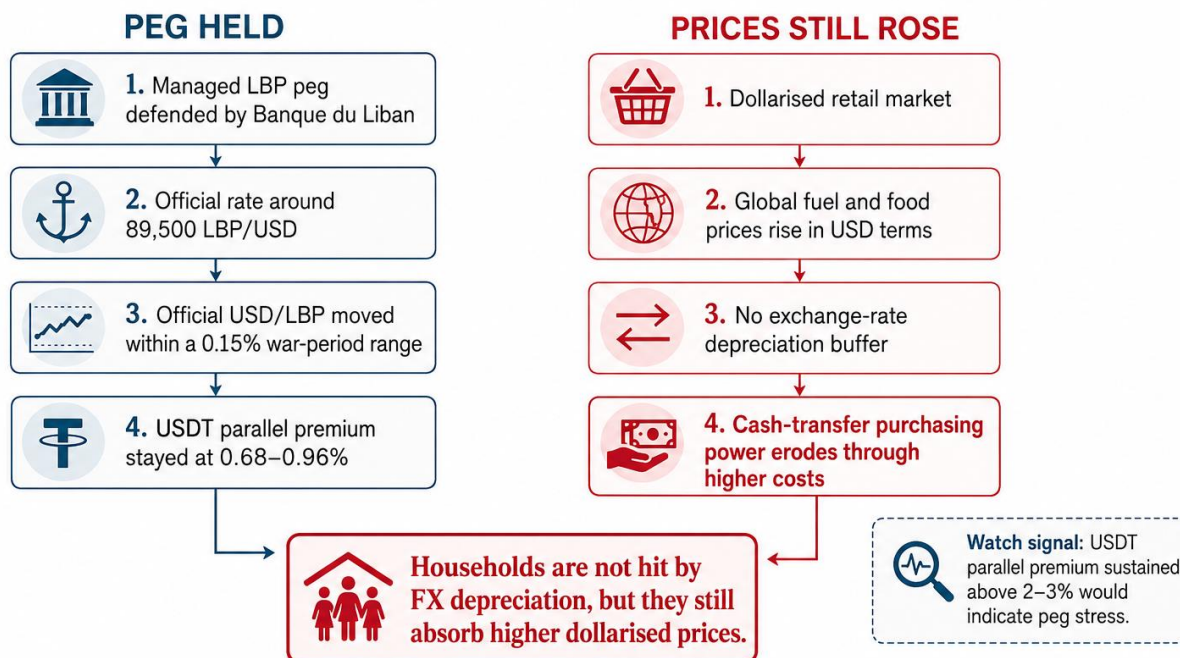 PEG HELD
1. Managed LBP peg
defended by Banque du Liban
2. Official rate around
89,500 LBP/USD
3. Official USD/LBP moved
within a 0.15% war-period range
4. USDT parallel premium
stayed at 0.68–0.96%
PRICES STILL ROSE
1. Dollarised retail market
2. Global fuel and food
prices rise in USD terms
3. No exchange-rate
depreciation buffer
4. Cash-transfer purchasing
power erodes through
higher costs
Households are not hit by
FX depreciation, but they still
absorb higher dollarised prices.
Watch signal: USDT
parallel premium sustained
above 2–3% would
indicate peg stress.